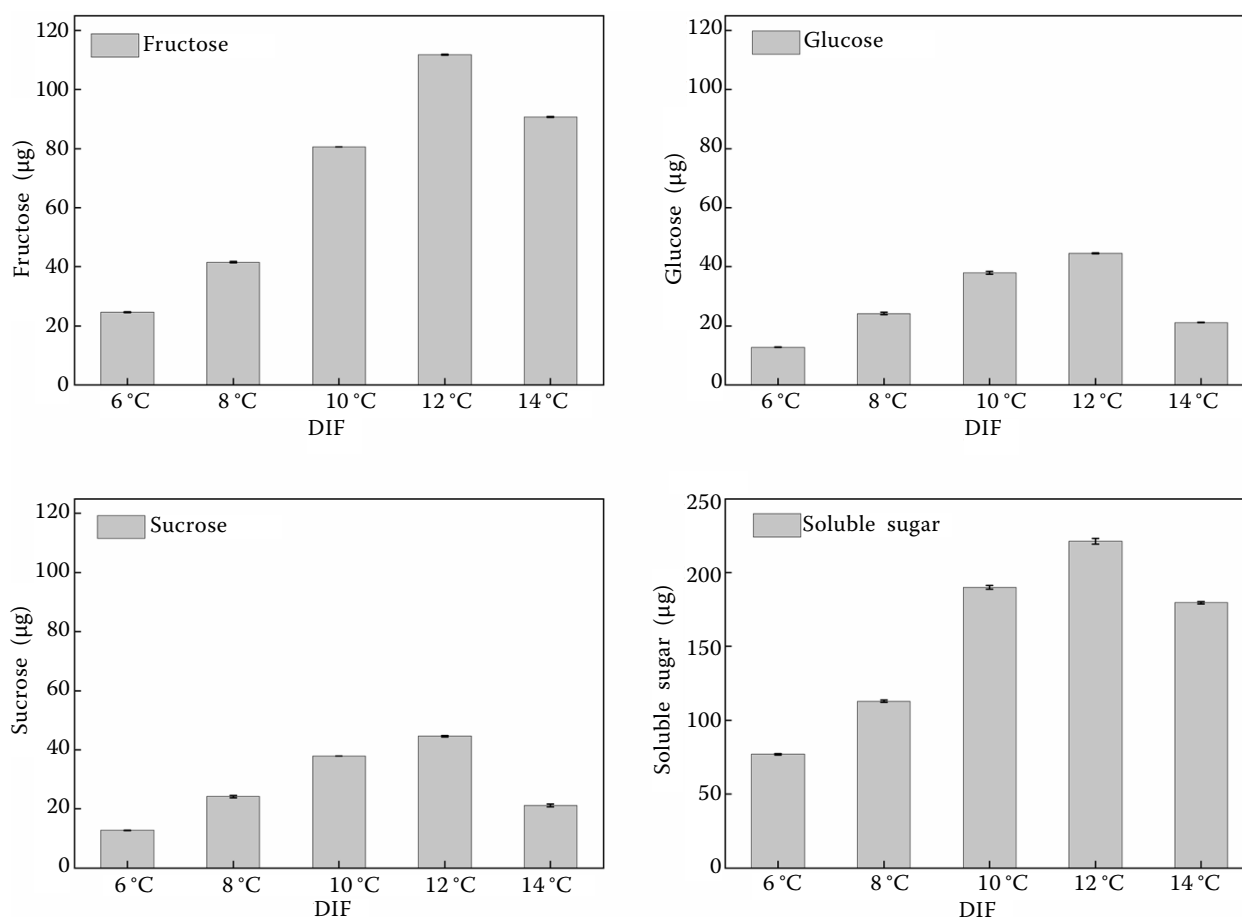 Fructose
120
100
80
60
40
20
0
Fructose (μg)
6 °C 8 °C 10 °C 12 °C 14 °C
DIF
Glucose
120
100
80
60
40
20
0
Glucose (μg)
6 °C 8 °C 10 °C 12 °C 14 °C
DIF
Sucrose
120
100
80
60
40
20
0
Sucrose (μg)
6 °C 8 °C 10 °C 12 °C 14 °C
DIF
Soluble sugar
250
200
150
100
50
0
Soluble sugar (μg)
6 °C 8 °C 10 °C 12 °C 14 °C
DIF